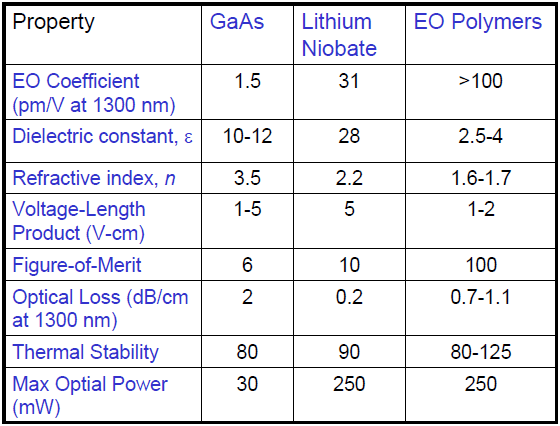 Property GaAs Lithium Niobate EO Polymers
EO Coefficient (pm/V at 1300 nm) 1.5 31 >100
Dielectric constant, ε 10-12 28 2.5-4
Refractive index, n 3.5 2.2 1.6-1.7
Voltage-Length Product (V-cm) 1-5 5 1-2
Figure-of-Merit 6 10 100
Optical Loss (dB/cm at 1300 nm) 2 0.2 0.7-1.1
Thermal Stability 80 90 80-125
Max Optial Power (mW) 30 250 250